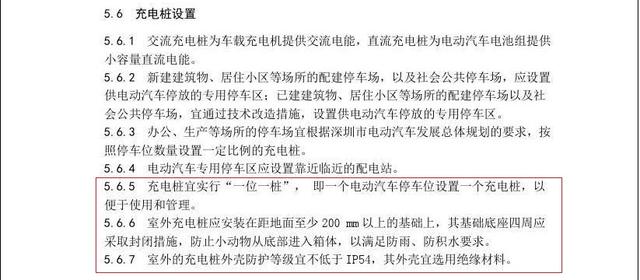 5.6 充电桩设置
5.6.1 交流充电桩为车载充电机提供交流电能，直流充电桩为电动汽车电池组提供
小容量直流电能。
5.6.2 新建建筑物、居住小区等场所的配建停车场，以及社会公共停车场，应设置
供电动汽车停放的专用停车区；已建建筑物、居住小区等场所的配建停车场以及社
会公共停车场，宜通过技术改造措施，设置供电动汽车停放的专用停车区。
5.6.3 办公、生产等场所的停车场宜根据深圳市电动汽车发展总体规划的要求，按
照停车位数量设置一定比例的充电桩。
5.6.4 电动汽车专用停车区应设置靠近临近的配电站。
5.6.5 充电桩宜实行“一位一桩”， 即一个电动汽车停车位设置一个充电桩，以
便于使用和管理。
5.6.6 室外充电桩应安装在距地面至少 200 mm 以上的基础上，其基础底座四周应
采取封闭措施，防止小动物从底部进入箱体，以满足防雨、防积水要求。
5.6.7 室外的充电桩外壳防护等级宜不低于 IP54，其外壳宜选用绝缘材料。